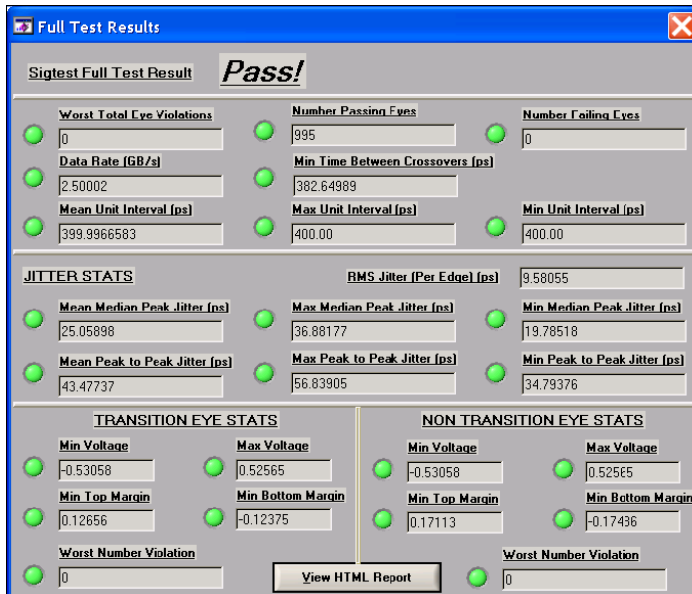 Full Test Results
Sigtest Full Test Result Pass!
Worst Total Eye Violations Number Passing Eyes Number Failing Eyes
0 995 0
Data Rate (GB/s) Min Time Between Crossovers (ps)
2.50002 382.64989
Mean Unit Interval (ps) Max Unit Interval (ps) Min Unit Interval (ps)
399.9966583 400.00 400.00
JITTER STATS RMS Jitter (Per Edge) (ps) 9.58055
Mean Median Peak Jitter (ps) Max Median Peak Jitter (ps) Min Median Peak Jitter (ps)
25.05898 36.88177 19.78518
Mean Peak to Peak Jitter (ps) Max Peak to Peak Jitter (ps) Min Peak to Peak Jitter (ps)
43.47737 56.83905 34.79376
TRANSITION EYE STATS NON TRANSITION EYE STATS
Min Voltage Max Voltage Min Voltage Max Voltage
-0.53058 0.52565 -0.53058 0.52565
Min Top Margin Min Bottom Margin Min Top Margin Min Bottom Margin
0.12656 -0.12375 0.17113 -0.17436
Worst Number Violation Worst Number Violation
0 View HTML Report 0